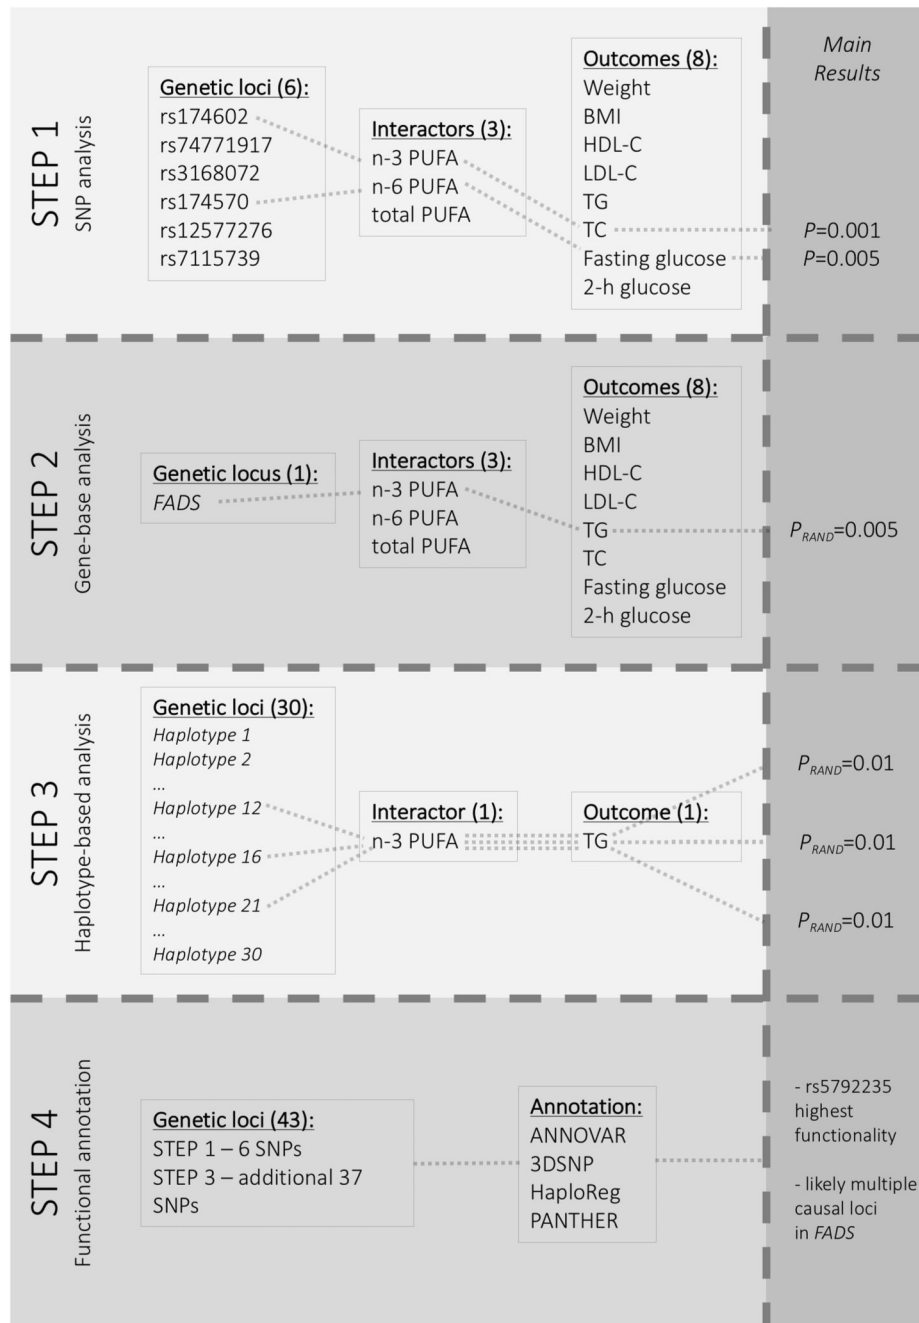 Main
Results
STEP 1
SNP analysis
Genetic loci (6):
rs174602
rs74771917
rs3168072
rs174570
rs12577276
rs7115739
Interactors (3):
n-3 PUFA
n-6 PUFA
total PUFA
Outcomes (8):
Weight
BMI
HDL-C
LDL-C
TG
TC
Fasting glucose
2-h glucose
P=0.001
P=0.005
STEP 2
Gene-base analysis
Genetic locus (1):
FADS
Interactors (3):
n-3 PUFA
n-6 PUFA
total PUFA
Outcomes (8):
Weight
BMI
HDL-C
LDL-C
TG
TC
Fasting glucose
2-h glucose
PRAND=0.005
STEP 3
Haplotype-based analysis
Genetic loci (30):
Haplotype 1
Haplotype 2
...
Haplotype 12
...
Haplotype 16
...
Haplotype 21
...
Haplotype 30
Interactor (1):
n-3 PUFA
Outcome (1):
TG
PRAND=0.01
PRAND=0.01
PRAND=0.01
STEP 4
Functional annotation
Genetic loci (43):
STEP 1 – 6 SNPs
STEP 3 – additional 37
SNPs
Annotation:
ANNOVAR
3DSNP
HaploReg
PANTHER
- rs5792235
highest
functionality
- likely multiple
causal loci
in FADS